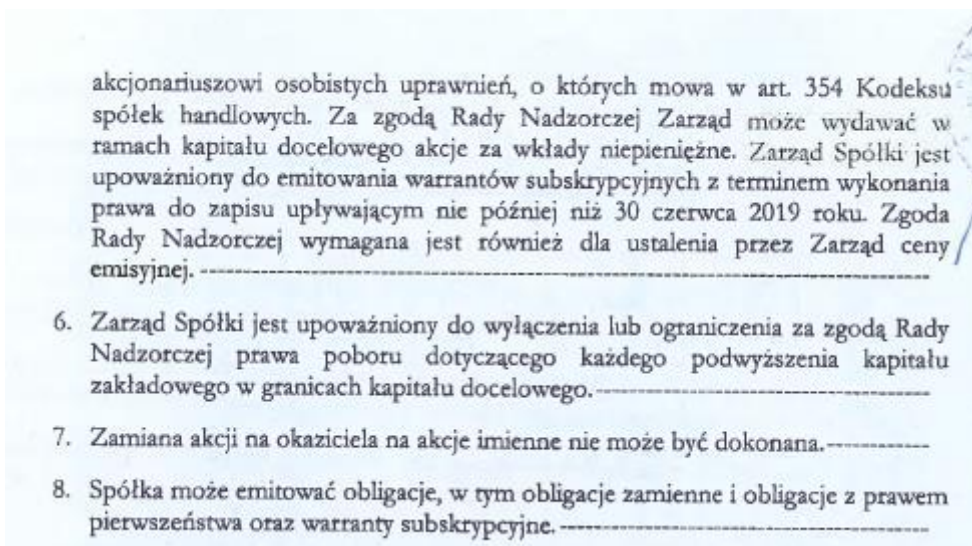 akcjonariuszowi osobistych uprawnień, o których mowa w art. 354 Kodeksu
spółek handlowych. Za zgodą Rady Nadzorczej Zarząd może wydawać w
ramach kapitału docelowego akcje za wkłady niepieniężne. Zarząd Spółki jest
upoważniony do emitowania warrantów subskrypcyjnych z terminem wykonania
prawa do zapisu upływającym nie później niż 30 czerwca 2019 roku. Zgoda
Rady Nadzorczej wymagana jest również dla ustalenia przez Zarząd ceny
emisyjnej. ----------------------------------------------------------------
6. Zarząd Spółki jest upoważniony do wyłączenia lub ograniczenia za zgodą Rady
Nadzorczej prawa poboru dotyczącego każdego podwyższenia kapitału
zakładowego w granicach kapitału docelowego. ------------------------------
7. Zamiana akcji na okaziciela na akcje imienne nie może być dokonana. ---------
8. Spółka może emitować obligacje, w tym obligacje zamienne i obligacje z prawem
pierwszeństwa oraz warranty subskrypcyjne. --------------------------------